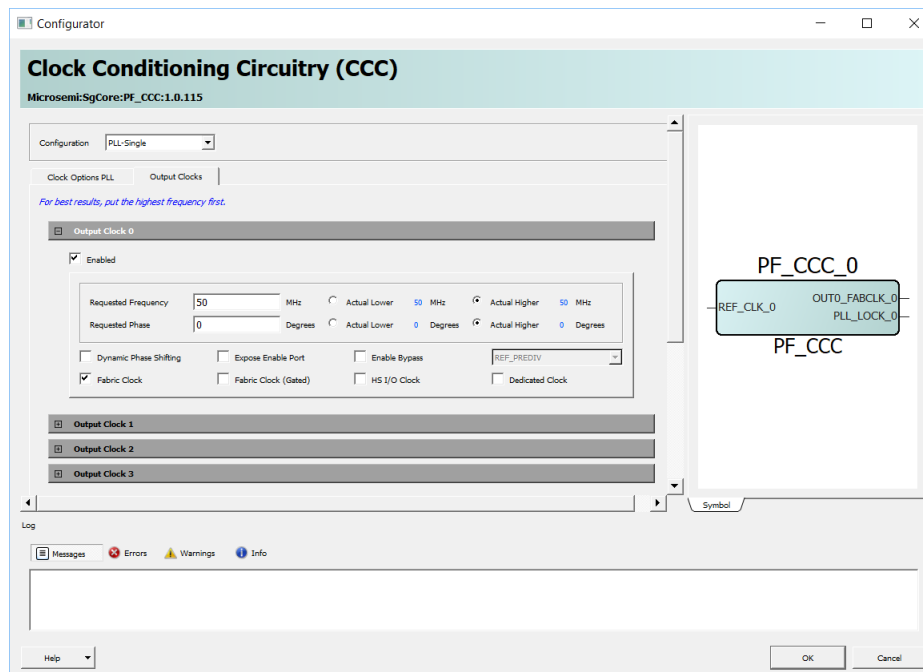 Configurator
Clock Conditioning Circuitry (CCC)
Microsemi:SgCore:PF_CCC:1.0.115
Configuration PLL-Single
Clock Options PLL Output Clocks
For best results, put the highest frequency first.
Output Clock 0
Enabled
Requested Frequency 50 MHz Actual Lower 50 MHz Actual Higher 50 MHz
Requested Phase 0 Degrees Actual Lower 0 Degrees Actual Higher 0 Degrees
Dynamic Phase Shifting Expose Enable Port Enable Bypass REF_PREDIV
Fabric Clock Fabric Clock (Gated) HS I/O Clock Dedicated Clock
Output Clock 1
Output Clock 2
Output Clock 3
PF_CCC_0
REF_CLK_0 OUT0_FABCLK_0
PLL_LOCK_0
PF_CCC
Symbol
Log
Messages Errors Warnings Info
Help OK Cancel